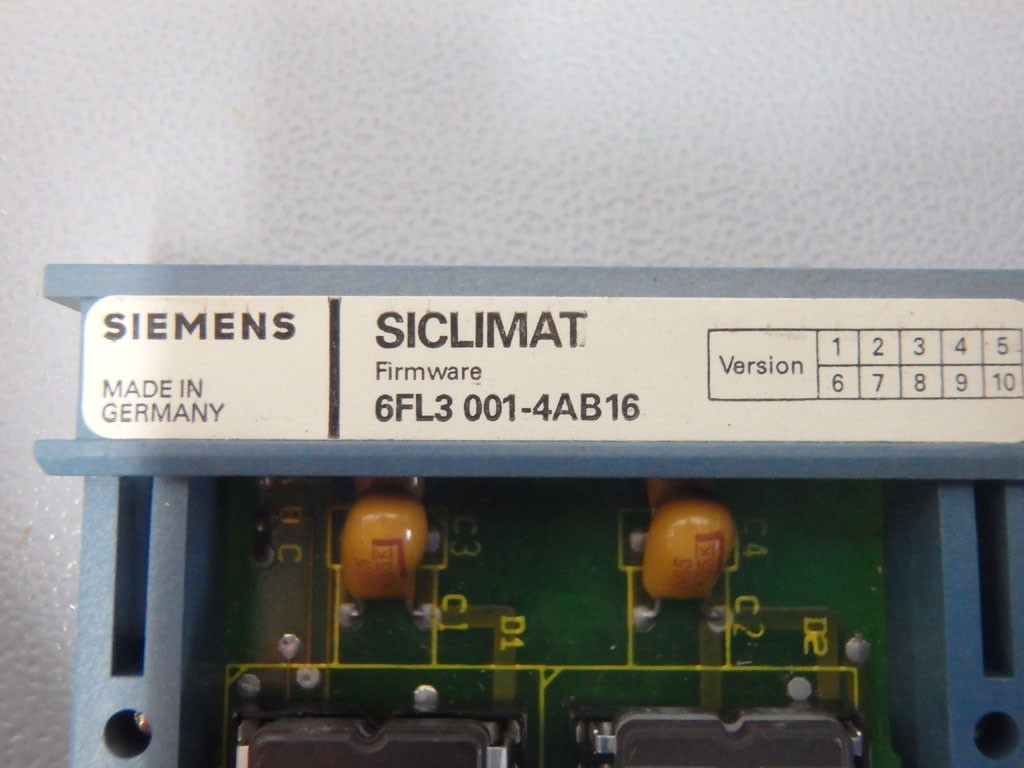 SIEMENS
MADE IN
GERMANY
SICLIMAT
Firmware
6FL3 001-4AB16
Version
1 2 3 4 5
6 7 8 9 10
C
C3
C4
C1
D1
C2
D2